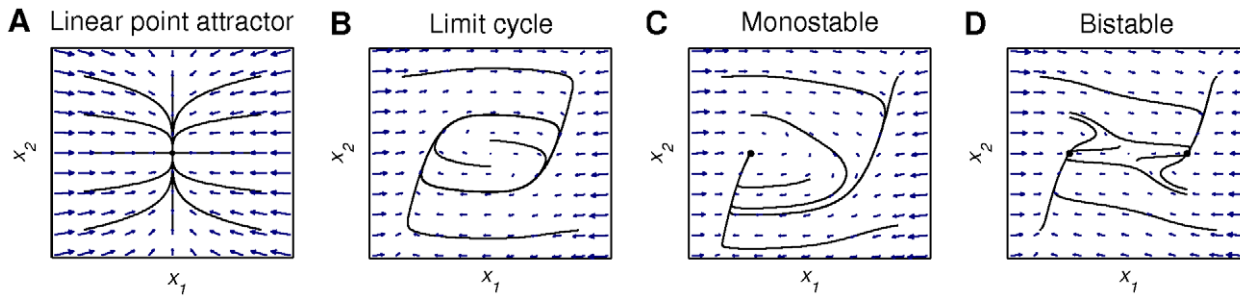 A Linear point attractor
x2
x1
B Limit cycle
x2
x1
C Monostable
x2
x1
D Bistable
x2
x1